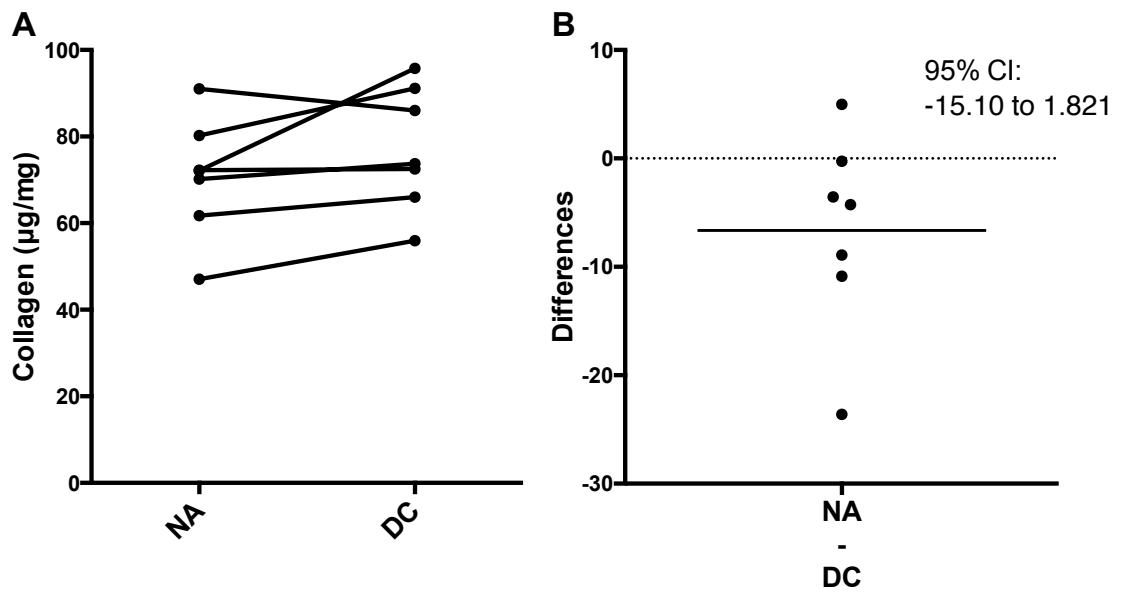 A
Collagen (µg/mg)
100
80
60
40
20
0
NA
DC
B
Differences
10
0
-10
-20
-30
95% CI:
-15.10 to 1.821
NA
-
DC